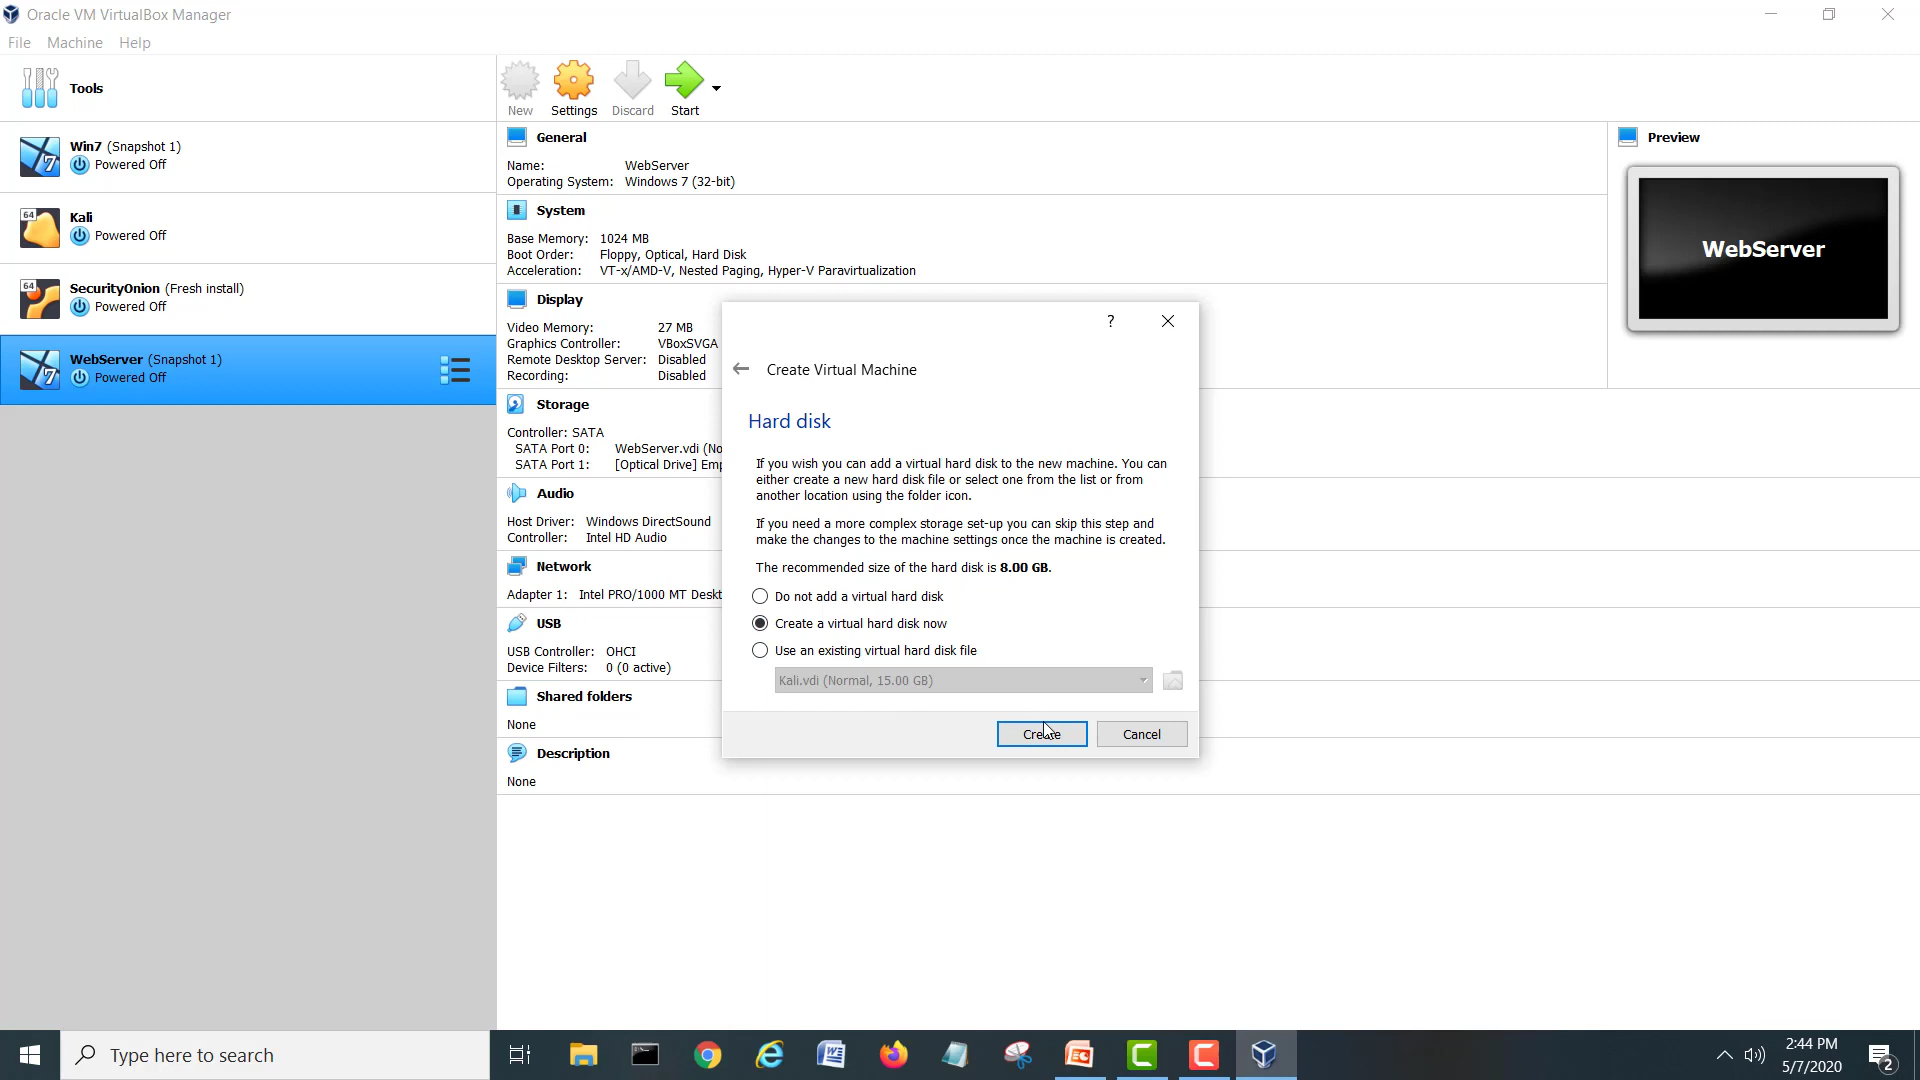 Oracle VM VirtualBox Manager
File Machine Help
Tools
New Settings Discard Start
Win7 (Snapshot 1)
Powered Off
64
Kali
Powered Off
64
SecurityOnion (Fresh install)
Powered Off
WebServer (Snapshot 1)
Powered Off
General
Name: WebServer
Operating System: Windows 7 (32-bit)
System
Base Memory: 1024 MB
Boot Order: Floppy, Optical, Hard Disk
Acceleration: VT-x/AMD-V, Nested Paging, Hyper-V Paravirtualization
Display
Video Memory: 27 MB
Graphics Controller: VBoxSVGA
Remote Desktop Server: Disabled
Recording: Disabled
Storage
Controller: SATA
SATA Port 0: WebServer.vdi (No
SATA Port 1: [Optical Drive] Emp
Audio
Host Driver: Windows DirectSound
Controller: Intel HD Audio
Network
Adapter 1: Intel PRO/1000 MT Deskt
USB
USB Controller: OHCI
Device Filters: 0 (0 active)
Shared folders
None
Description
None
Preview
WebServer
?
Create Virtual Machine
Hard disk
If you wish you can add a virtual hard disk to the new machine. You can
either create a new hard disk file or select one from the list or from
another location using the folder icon.
If you need a more complex storage set-up you can skip this step and
make the changes to the machine settings once the machine is created.
The recommended size of the hard disk is 8.00 GB.
Do not add a virtual hard disk
Create a virtual hard disk now
Use an existing virtual hard disk file
Kali.vdi (Normal, 15.00 GB)
Create Cancel
Type here to search
2:44 PM
5/7/2020
2